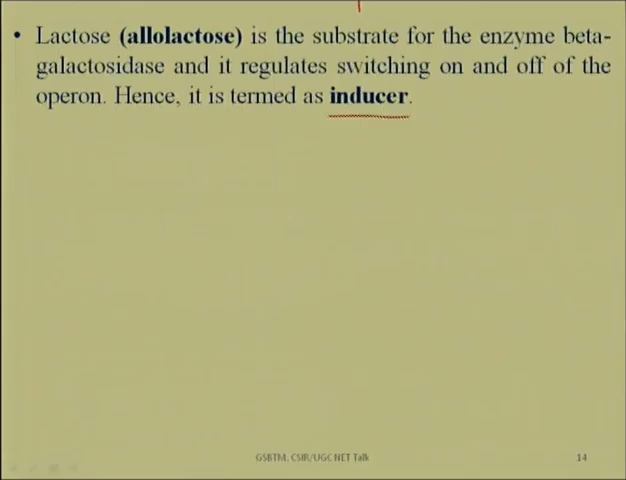 • Lactose (allolactose) is the substrate for the enzyme beta-
galactosidase and it regulates switching on and off of the
operon. Hence, it is termed as inducer.
GSBTM, CSIR/UGC NET Talk
14